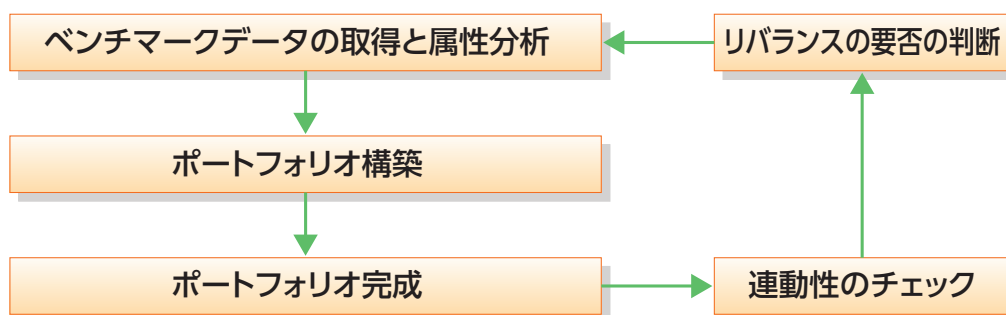 ベンチマークデータの取得と属性分析
リバランスの要否の判断
ポートフォリオ構築
ポートフォリオ完成
連動性のチェック